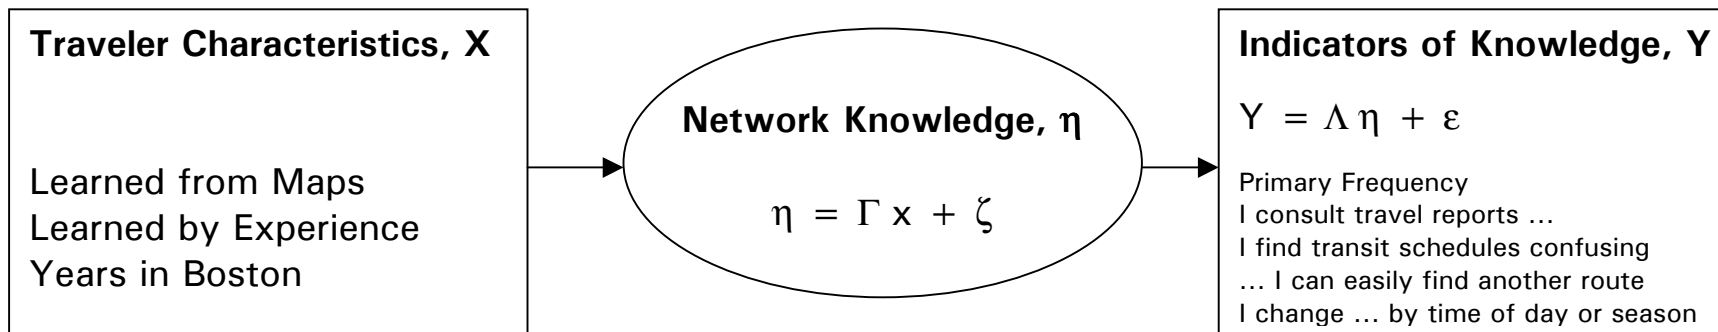 Traveler Characteristics, X
Learned from Maps
Learned by Experience
Years in Boston
Network Knowledge, η
η = Γ x + ζ
Indicators of Knowledge, Y
Y = Λ η + ε
Primary Frequency
I consult travel reports …
I find transit schedules confusing
… I can easily find another route
I change … by time of day or season